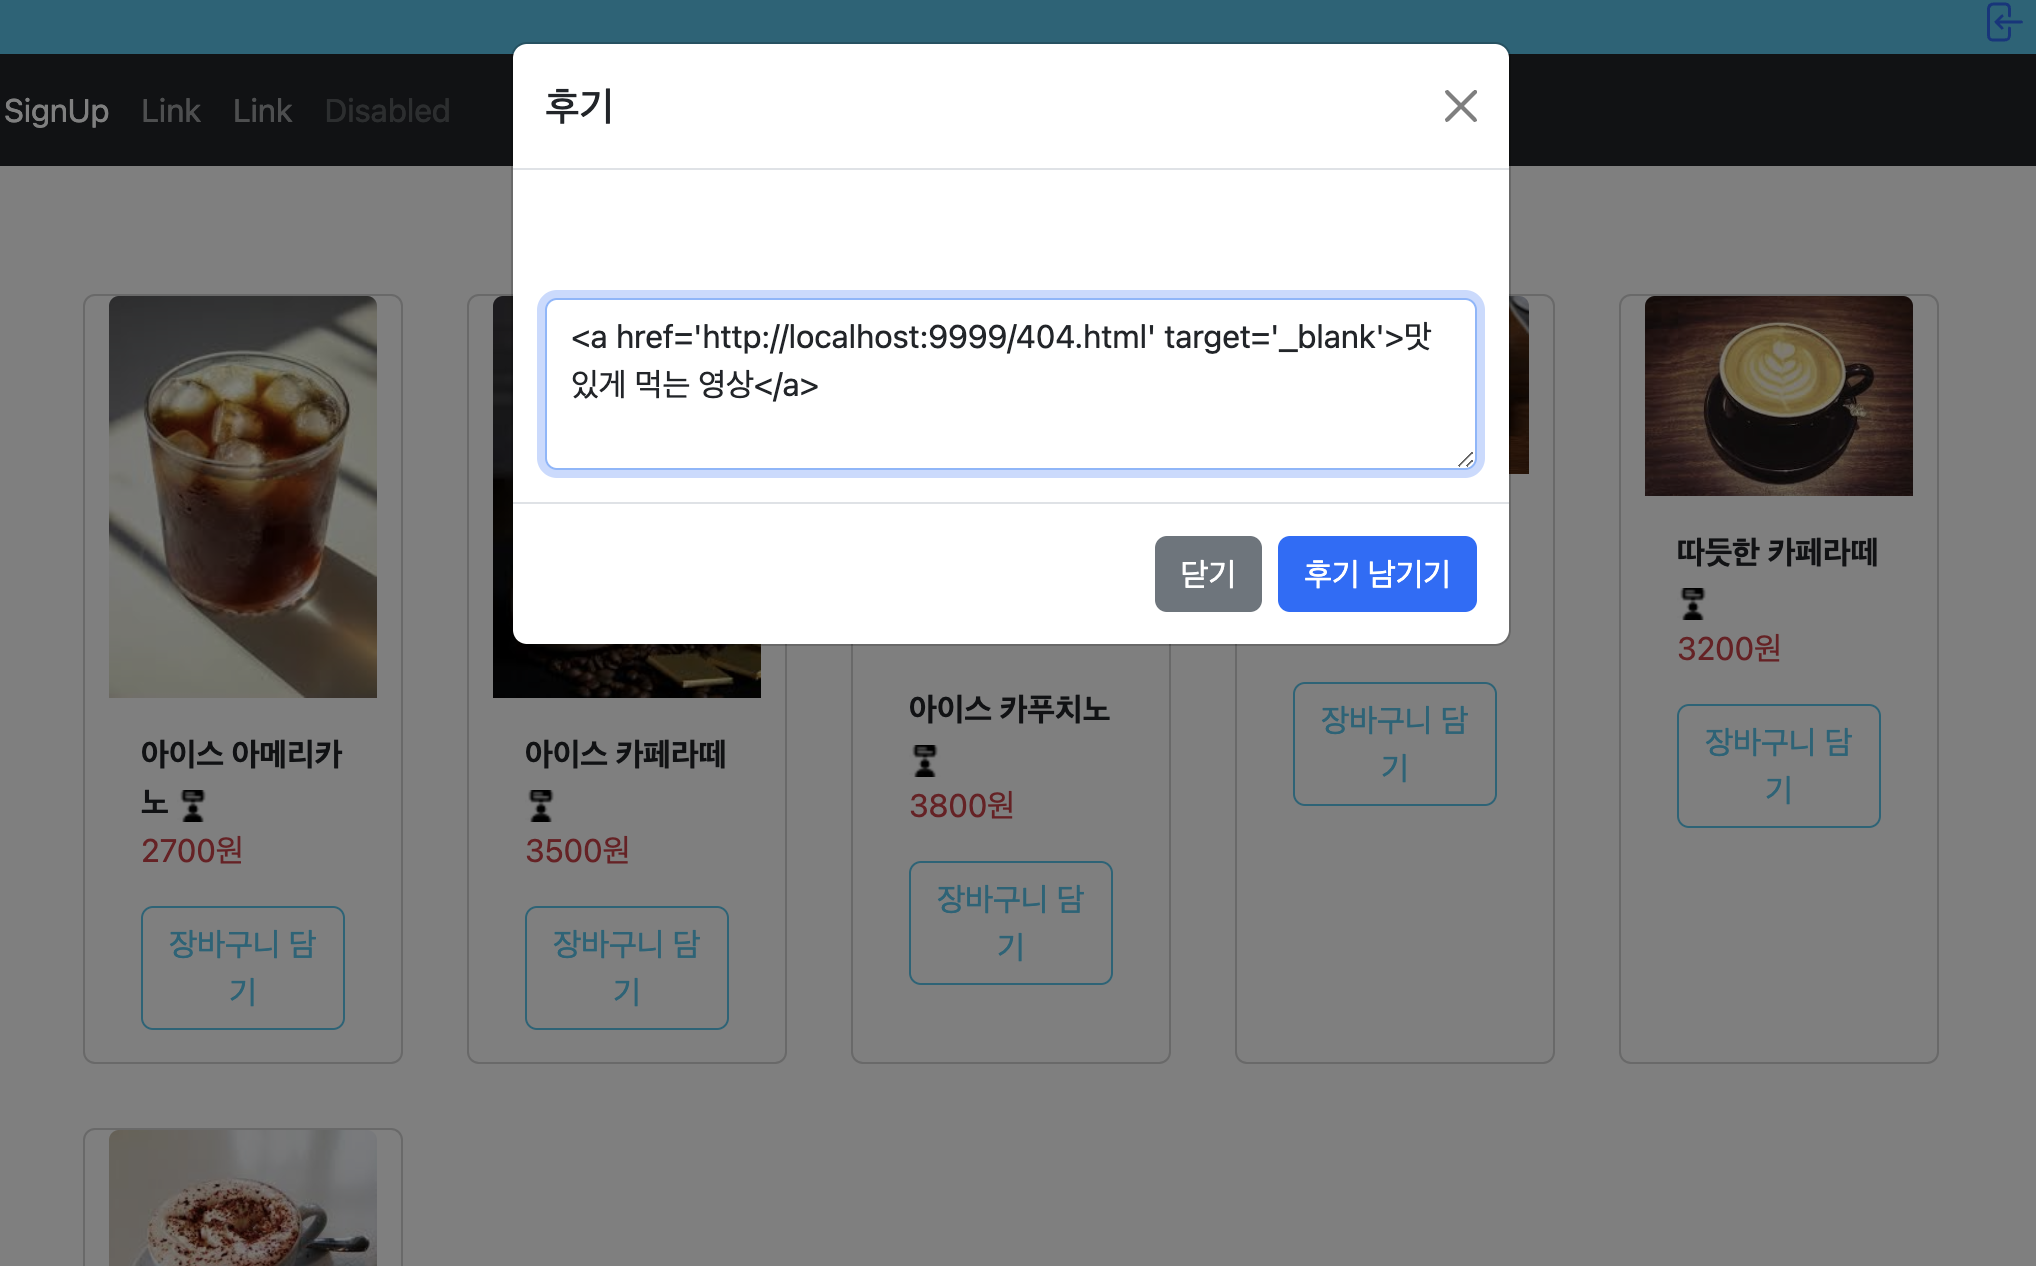 SignUp Link Link Disabled
후기
<a href='http://localhost:9999/404.html' target='_blank'>맛
있게 먹는 영상</a>
닫기 후기 남기기
아이스 아메리카
노
2700원
장바구니 담
기
아이스 카페라떼
3500원
장바구니 담
기
아이스 카푸치노
3800원
장바구니 담
기
장바구니 담
기
따듯한 카페라떼
3200원
장바구니 담
기